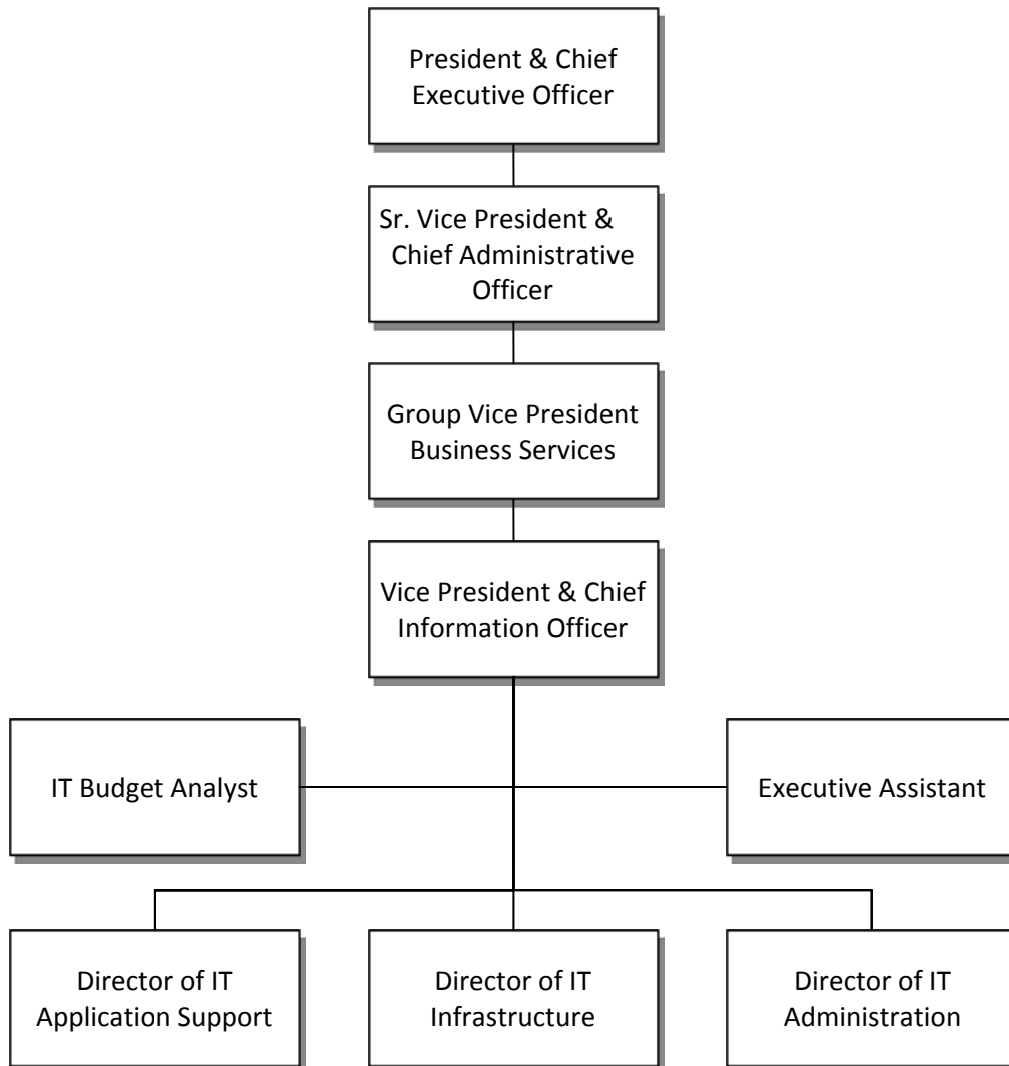 President & Chief
Executive Officer
Sr. Vice President &
Chief Administrative
Officer
Group Vice President
Business Services
Vice President & Chief
Information Officer
IT Budget Analyst
Executive Assistant
Director of IT
Application Support
Director of IT
Infrastructure
Director of IT
Administration